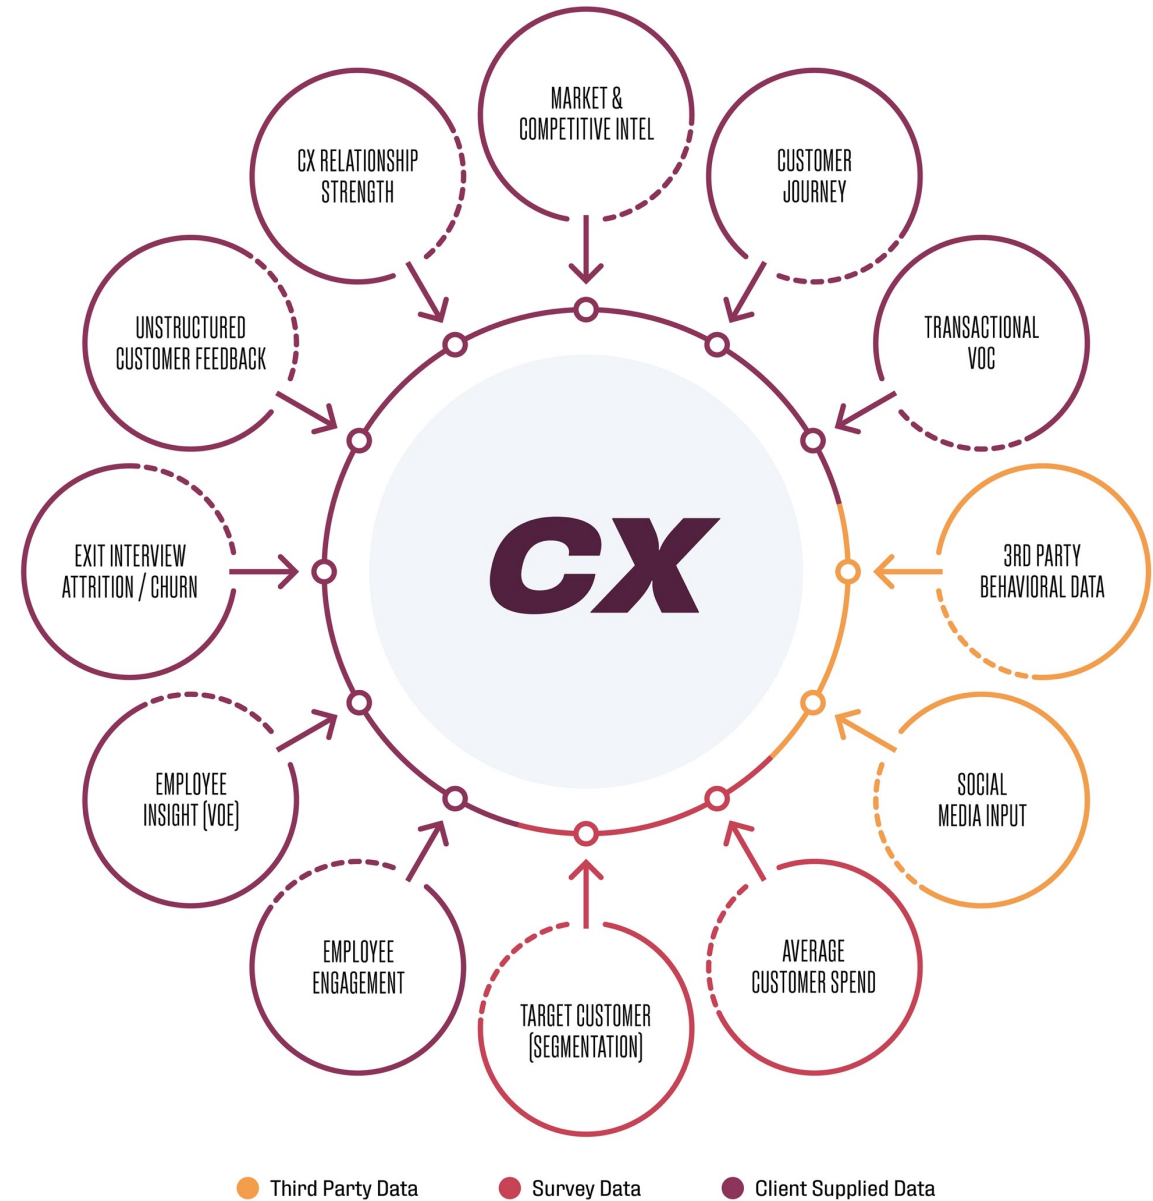 MARKET &
COMPETITIVE INTEL
CUSTOMER
JOURNEY
TRANSACTIONAL
VOC
3RD PARTY
BEHAVIORAL DATA
SOCIAL
MEDIA INPUT
AVERAGE
CUSTOMER SPEND
TARGET CUSTOMER
(SEGMENTATION)
EMPLOYEE
ENGAGEMENT
EMPLOYEE
INSIGHT (VOE)
EXIT INTERVIEW
ATTRITION / CHURN
UNSTRUCTURED
CUSTOMER FEEDBACK
CX RELATIONSHIP
STRENGTH
CX
Third Party Data
Survey Data
Client Supplied Data